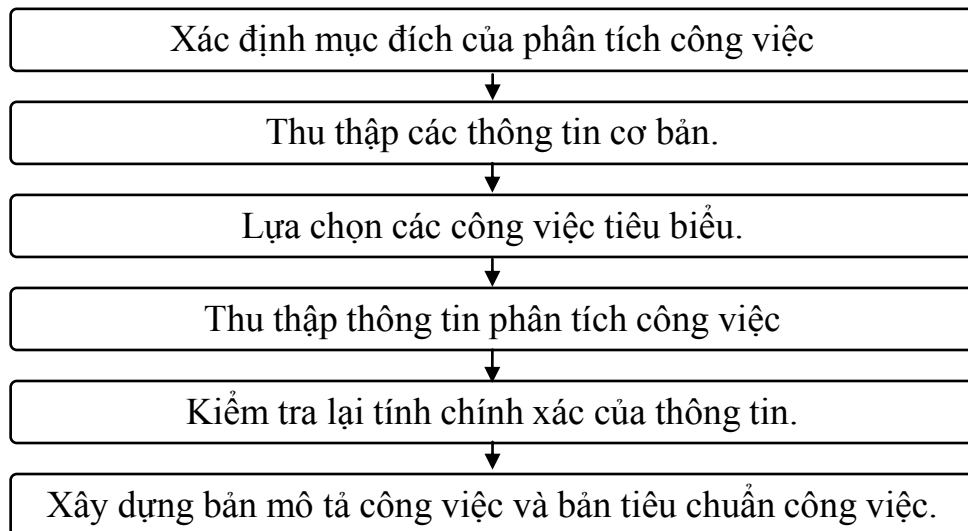 Xác định mục đích của phân tích công việc
Thu thập các thông tin cơ bản.
Lựa chọn các công việc tiêu biểu.
Thu thập thông tin phân tích công việc
Kiểm tra lại tính chính xác của thông tin.
Xây dựng bản mô tả công việc và bản tiêu chuẩn công việc.